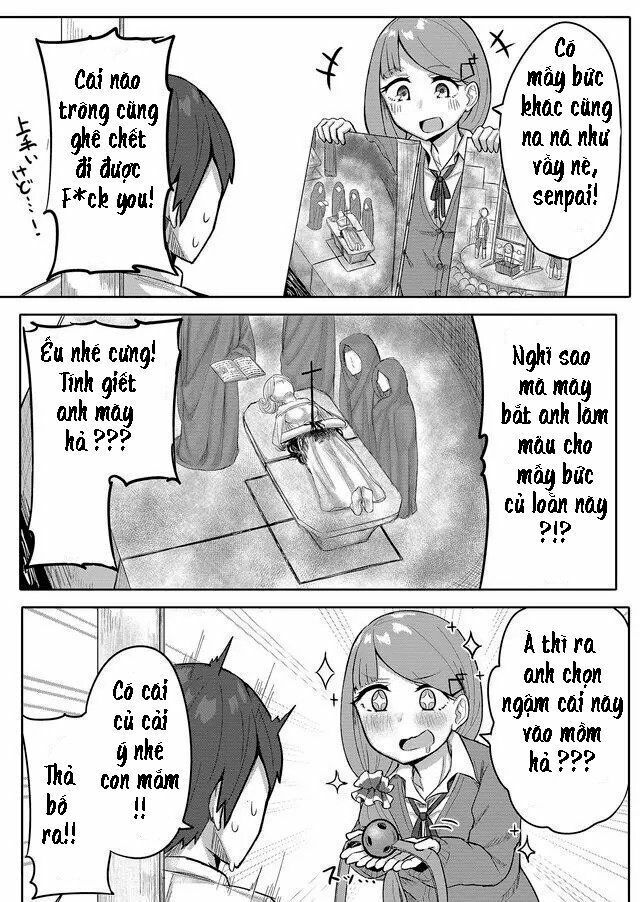 Có
mấy bức
khác cũng
na ná như
vầy nè,
senpai!
Cái nào
trông cũng
ghê chết
đi được
F*ck you!
上手い
けど…!
Nghĩ sao
mà mày
bắt anh làm
mẫu cho
mấy bức
củ loằn này
?!?
Êu nhé cưng!
Tính giết
anh mày
hả ???
À thì ra
anh chọn
ngậm cái này
vào mồm
hả ???
Có cái
củ cải
ý nhé
con mắm
!!
Thả
bố
ra!!
スッ…